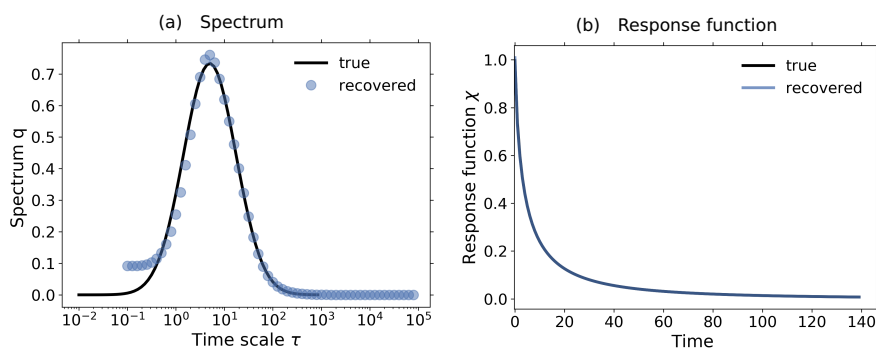 (a) Spectrum
Spectrum q
0.7
0.6
0.5
0.4
0.3
0.2
0.1
0.0
true
recovered
10⁻² 10⁻¹ 10⁰ 10¹ 10² 10³ 10⁴ 10⁵
Time scale τ
(b) Response function
Response function χ
1.0
0.8
0.6
0.4
0.2
0.0
true
recovered
0 20 40 60 80 100 120 140
Time